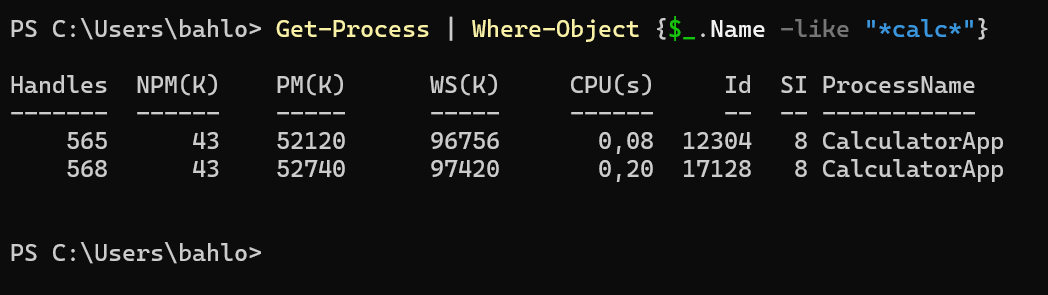 PS C:\Users\bahlo> Get-Process | Where-Object {$_.Name -like "*calc*"}
Handles  NPM(K)    PM(K)      WS(K)     CPU(s)     Id  SI ProcessName
-------  ------    -----      -----     ------     --  -- -----------
    565      43    52120      96756       0,08  12304   8 CalculatorApp
    568      43    52740      97420       0,20  17128   8 CalculatorApp
PS C:\Users\bahlo>